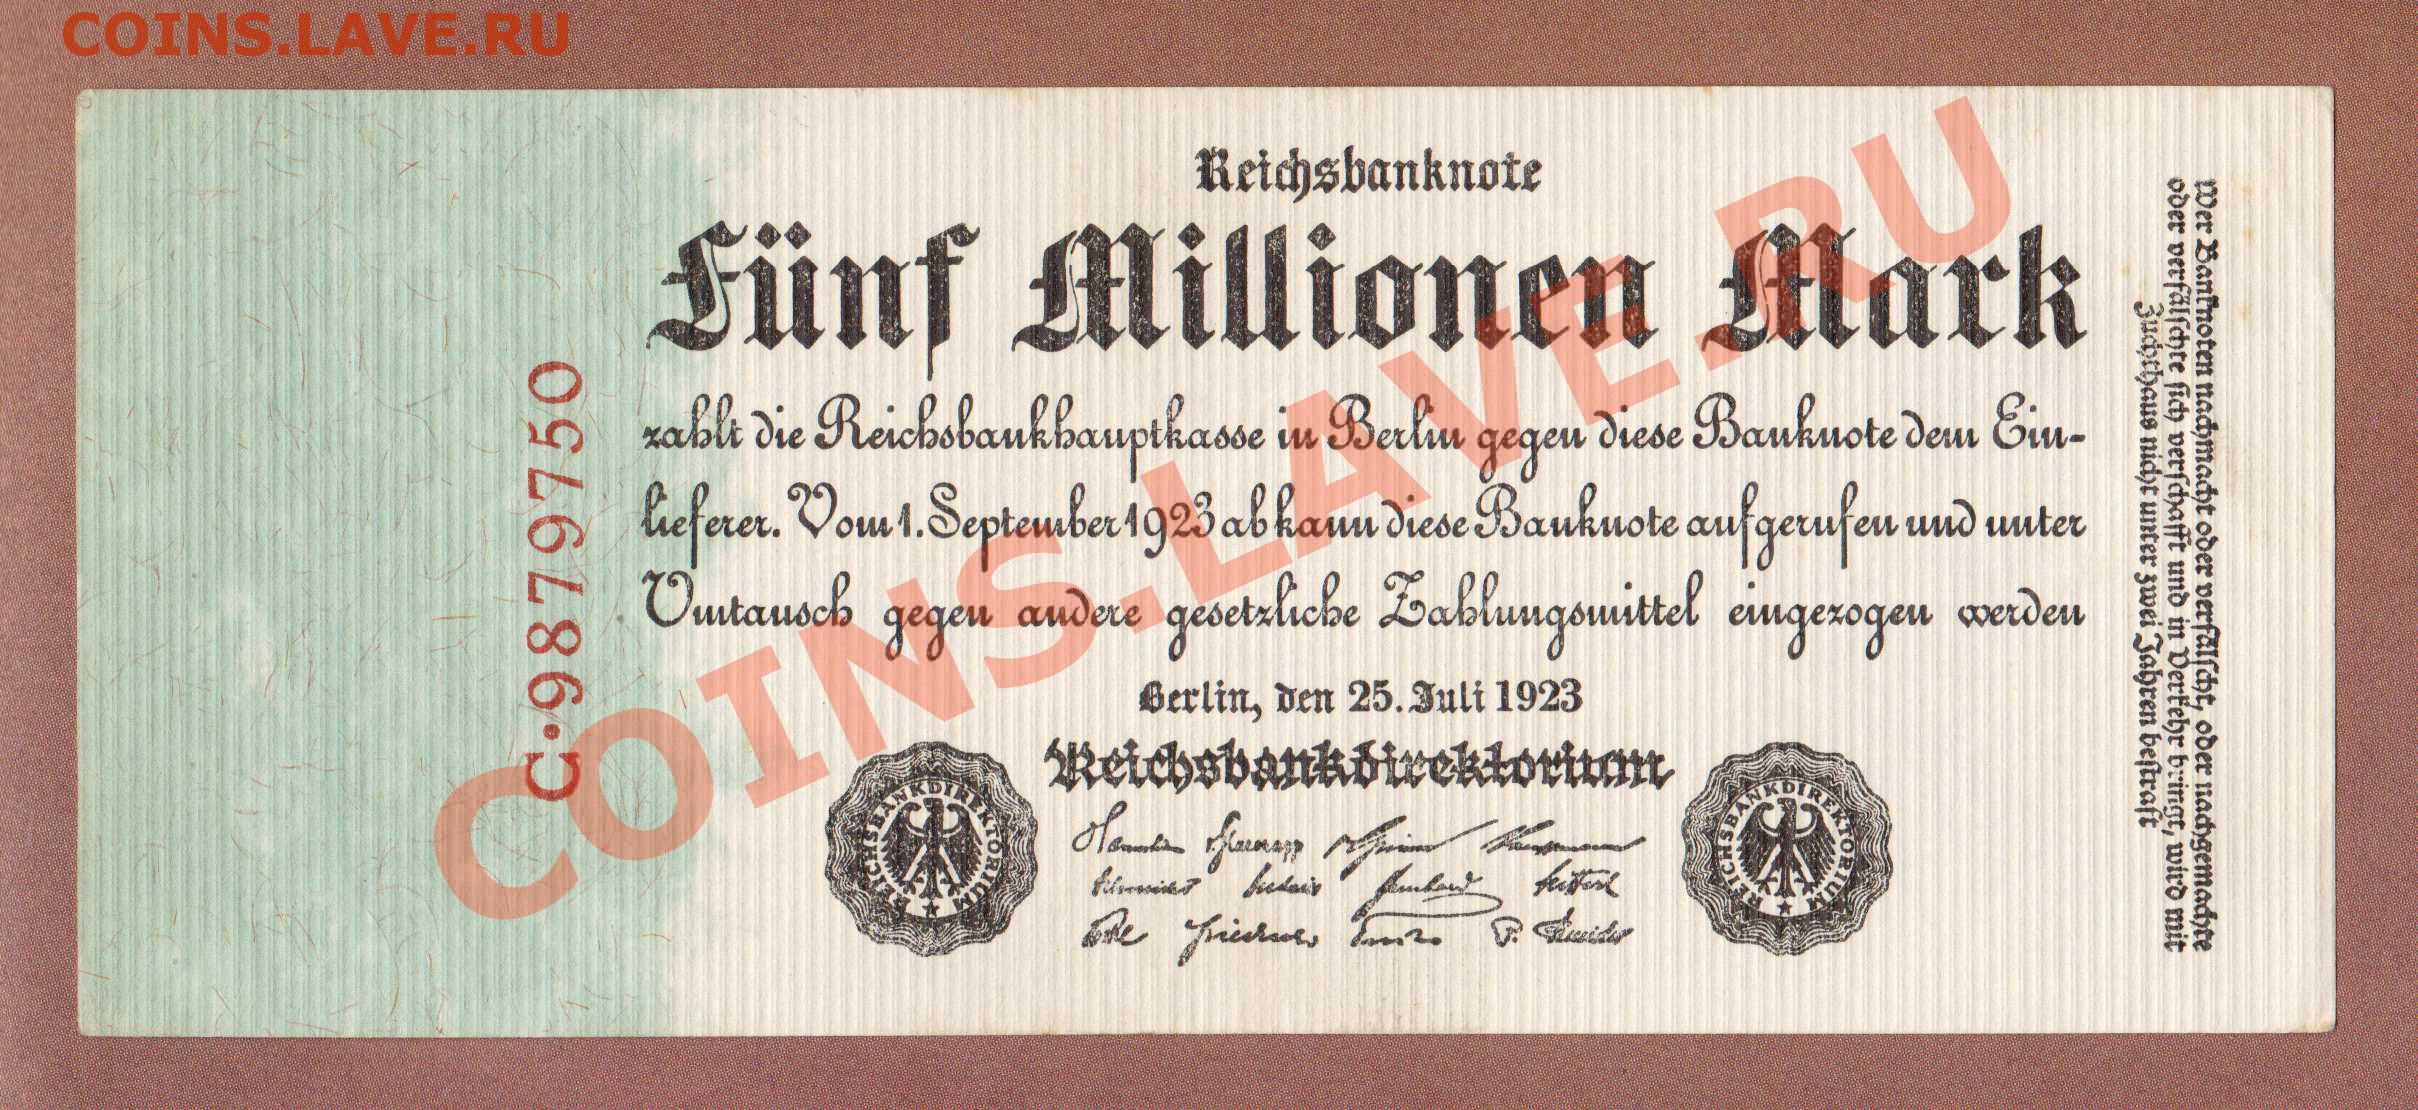 COINS.LAVE.RU
Reichsbanknote
Fünf Millionen Mark
zahlt die Reichsbankhauptkasse in Berlin gegen diese Banknote dem Ein-
lieferer. Vom 1. September 1923 ab kann diese Banknote aufgerufen und unter
Umtausch gegen andere gesetzliche Zahlungsmittel eingezogen werden
Berlin, den 25. Juli 1923
Reichsbankdirektorium
REICHSBANKDIREKTORIUM
REICHSBANKDIREKTORIUM
C·9879750
Wer Banknoten nachmacht oder verfälscht, oder nachgemachte
oder verfälschte sich verschafft und in Verkehr bringt, wird mit
Zuchthaus nicht unter zwei Jahren bestraft
COINS.LAVE.RU